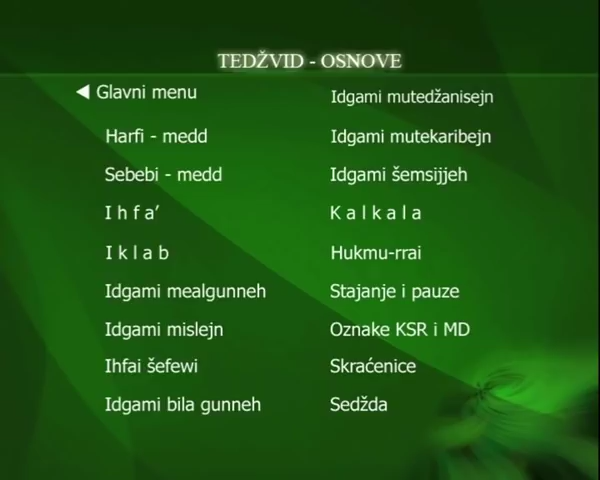 TEDŽVID - OSNOVE
Glavni menu
Harfi - medd
Sebebi - medd
I h f a′
I k l a b
Idgami mealgunneh
Idgami mislejn
Ihfai šefewi
Idgami bila gunneh
Idgami mutedžanisejn
Idgami mutekaribejn
Idgami šemsijjeh
K a l k a l a
Hukmu-rrai
Stajanje i pauze
Oznake KSR i MD
Skraćenice
Sedžda